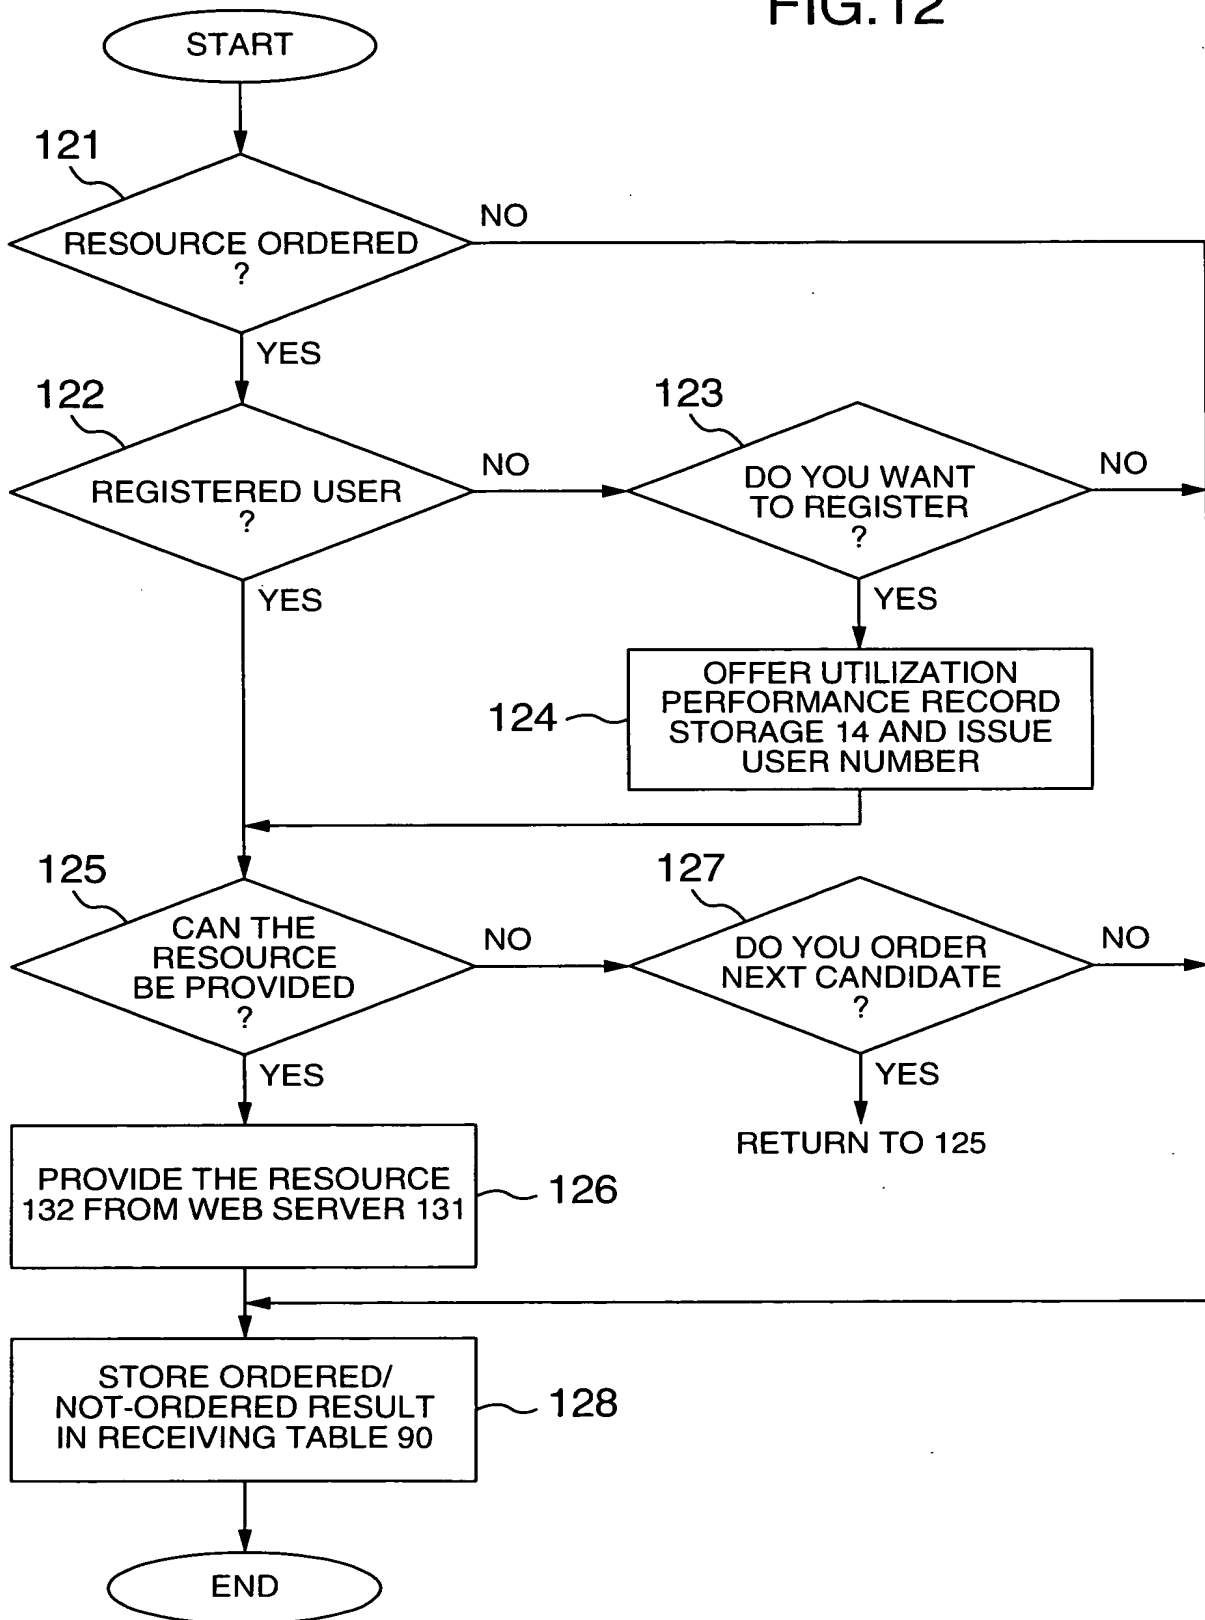 FIG.12
START
121
RESOURCE ORDERED
?
NO
YES
122
REGISTERED USER
?
NO
YES
123
DO YOU WANT
TO REGISTER
?
NO
YES
124
OFFER UTILIZATION
PERFORMANCE RECORD
STORAGE 14 AND ISSUE
USER NUMBER
125
CAN THE
RESOURCE
BE PROVIDED
?
NO
YES
127
DO YOU ORDER
NEXT CANDIDATE
?
NO
YES
RETURN TO 125
PROVIDE THE RESOURCE
132 FROM WEB SERVER 131
126
STORE ORDERED/
NOT-ORDERED RESULT
IN RECEIVING TABLE 90
128
END